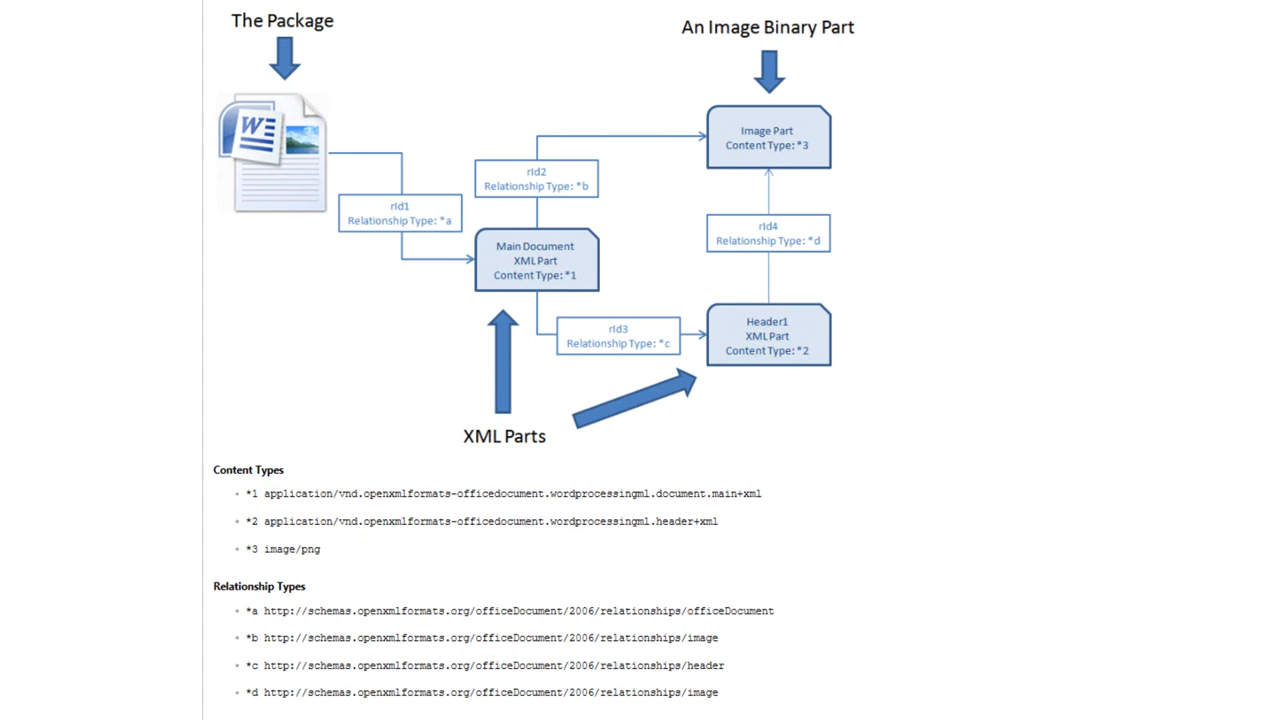 The Package
An Image Binary Part
W
Image Part
Content Type: *3
rId2
Relationship Type: *b
rId1
Relationship Type: *a
rId4
Relationship Type: *d
Main Document
XML Part
Content Type: *1
rId3
Relationship Type: *c
Header1
XML Part
Content Type: *2
XML Parts
Content Types
*1 application/vnd.openxmlformats-officedocument.wordprocessingml.document.main+xml
*2 application/vnd.openxmlformats-officedocument.wordprocessingml.header+xml
*3 image/png
Relationship Types
*a http://schemas.openxmlformats.org/officeDocument/2006/relationships/officeDocument
*b http://schemas.openxmlformats.org/officeDocument/2006/relationships/image
*c http://schemas.openxmlformats.org/officeDocument/2006/relationships/header
*d http://schemas.openxmlformats.org/officeDocument/2006/relationships/image